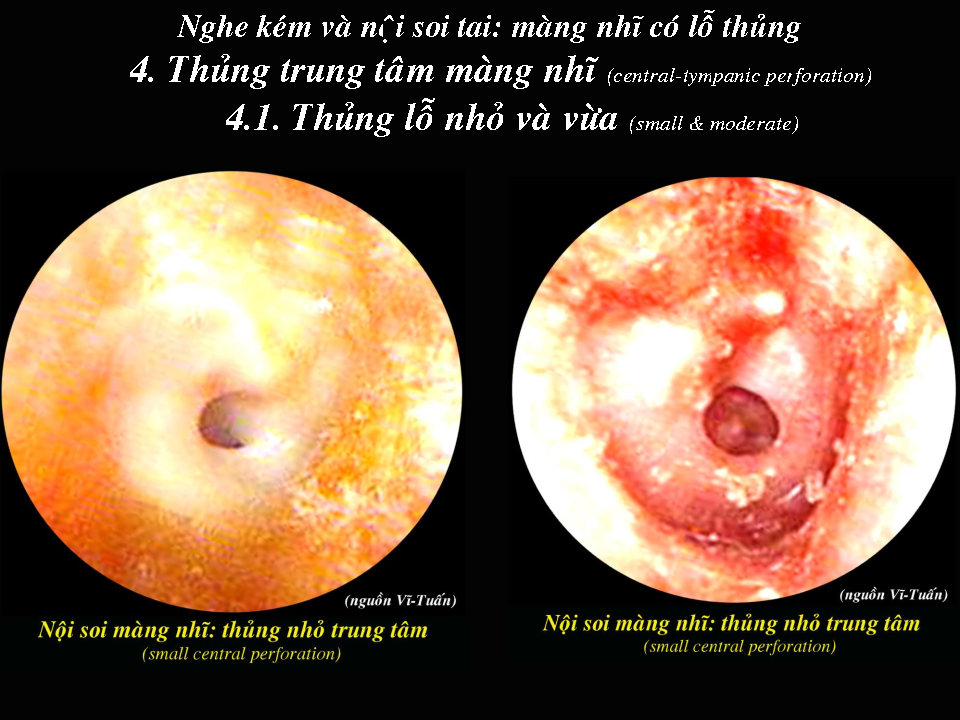 Nghe kém và nội soi tai: màng nhĩ có lỗ thủng
4. Thủng trung tâm màng nhĩ (central-tympanic perforation)
4.1. Thủng lỗ nhỏ và vừa (small & moderate)
(nguồn Vĩ-Tuấn)
Nội soi màng nhĩ: thủng nhỏ trung tâm
(small central perforation)
(nguồn Vĩ-Tuấn)
Nội soi màng nhĩ: thủng nhỏ trung tâm
(small central perforation)